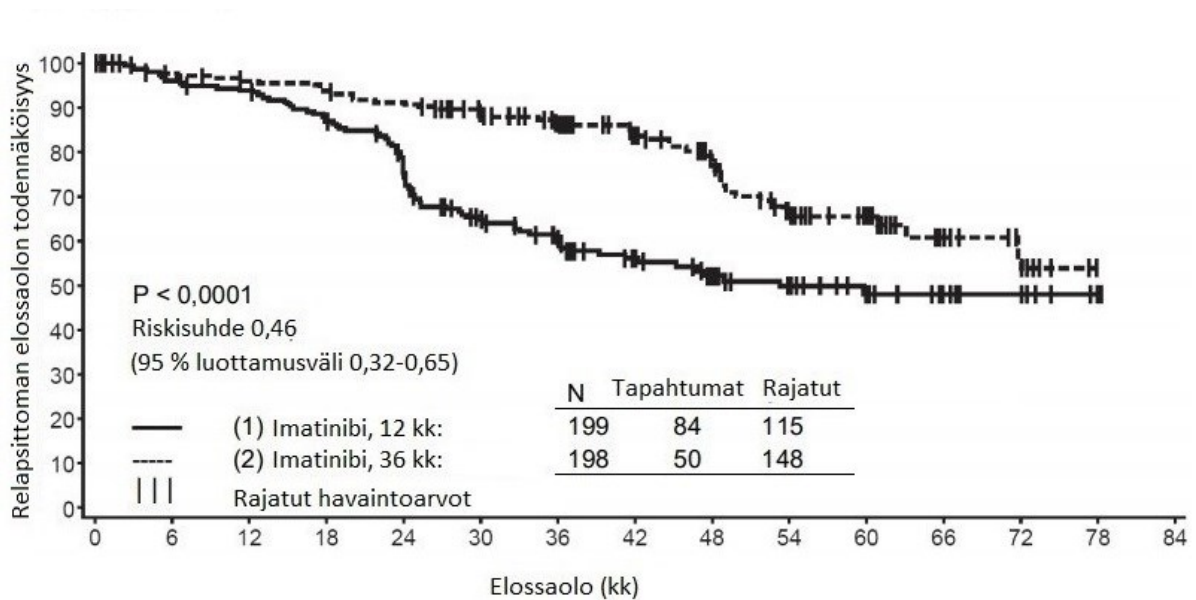 Relapsittoman elossaolon todennäköisyys
100
90
80
70
60
50
40
30
20
10
0
P < 0,0001
Riskisuhde 0,46
(95 % luottamusväli 0,32-0,65)
N Tapahtumat Rajatut
(1) Imatinibi, 12 kk: 199 84 115
(2) Imatinibi, 36 kk: 198 50 148
Rajatut havaintoarvot
0 6 12 18 24 30 36 42 48 54 60 66 72 78 84
Elossaolo (kk)